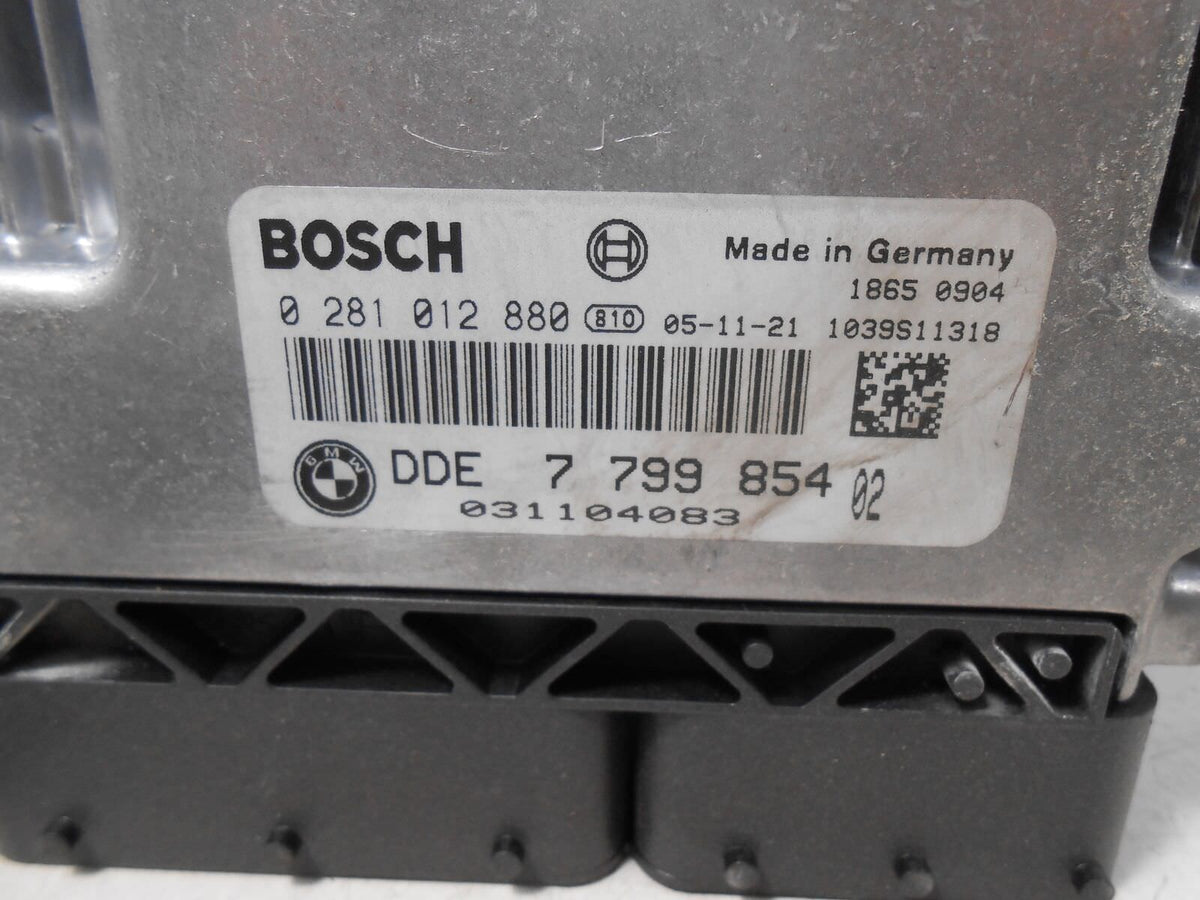 BOSCH Made in Germany
1865 0904
0 281 012 880 810 05-11-21 1039S11318
BMW DDE 7 799 854 02
031104083